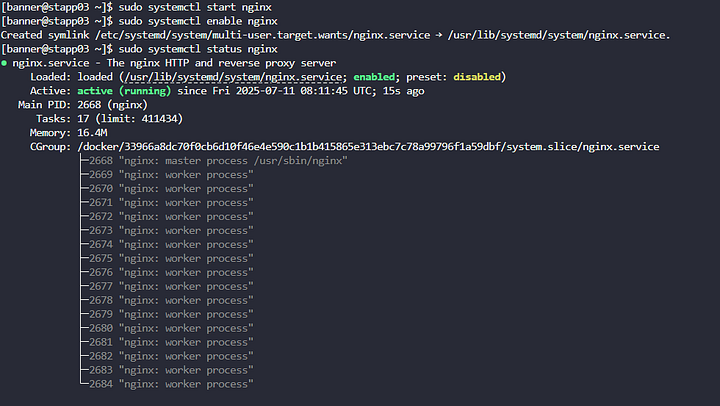 [banner@stapp03 ~]$ sudo systemctl start nginx
[banner@stapp03 ~]$ sudo systemctl enable nginx
Created symlink /etc/systemd/system/multi-user.target.wants/nginx.service → /usr/lib/systemd/system/nginx.service.
[banner@stapp03 ~]$ sudo systemctl status nginx
● nginx.service - The nginx HTTP and reverse proxy server
Loaded: loaded (/usr/lib/systemd/system/nginx.service; enabled; preset: disabled)
Active: active (running) since Fri 2025-07-11 08:11:45 UTC; 15s ago
Main PID: 2668 (nginx)
Tasks: 17 (limit: 411434)
Memory: 16.4M
CGroup: /docker/33966a8dc70f0cb6d10f46e4e590c1b1b415865e313ebc7c78a99796f1a59dbf/system.slice/nginx.service
├─2668 "nginx: master process /usr/sbin/nginx"
├─2669 "nginx: worker process"
├─2670 "nginx: worker process"
├─2671 "nginx: worker process"
├─2672 "nginx: worker process"
├─2673 "nginx: worker process"
├─2674 "nginx: worker process"
├─2675 "nginx: worker process"
├─2676 "nginx: worker process"
├─2677 "nginx: worker process"
├─2678 "nginx: worker process"
├─2679 "nginx: worker process"
├─2680 "nginx: worker process"
├─2681 "nginx: worker process"
├─2682 "nginx: worker process"
├─2683 "nginx: worker process"
└─2684 "nginx: worker process"